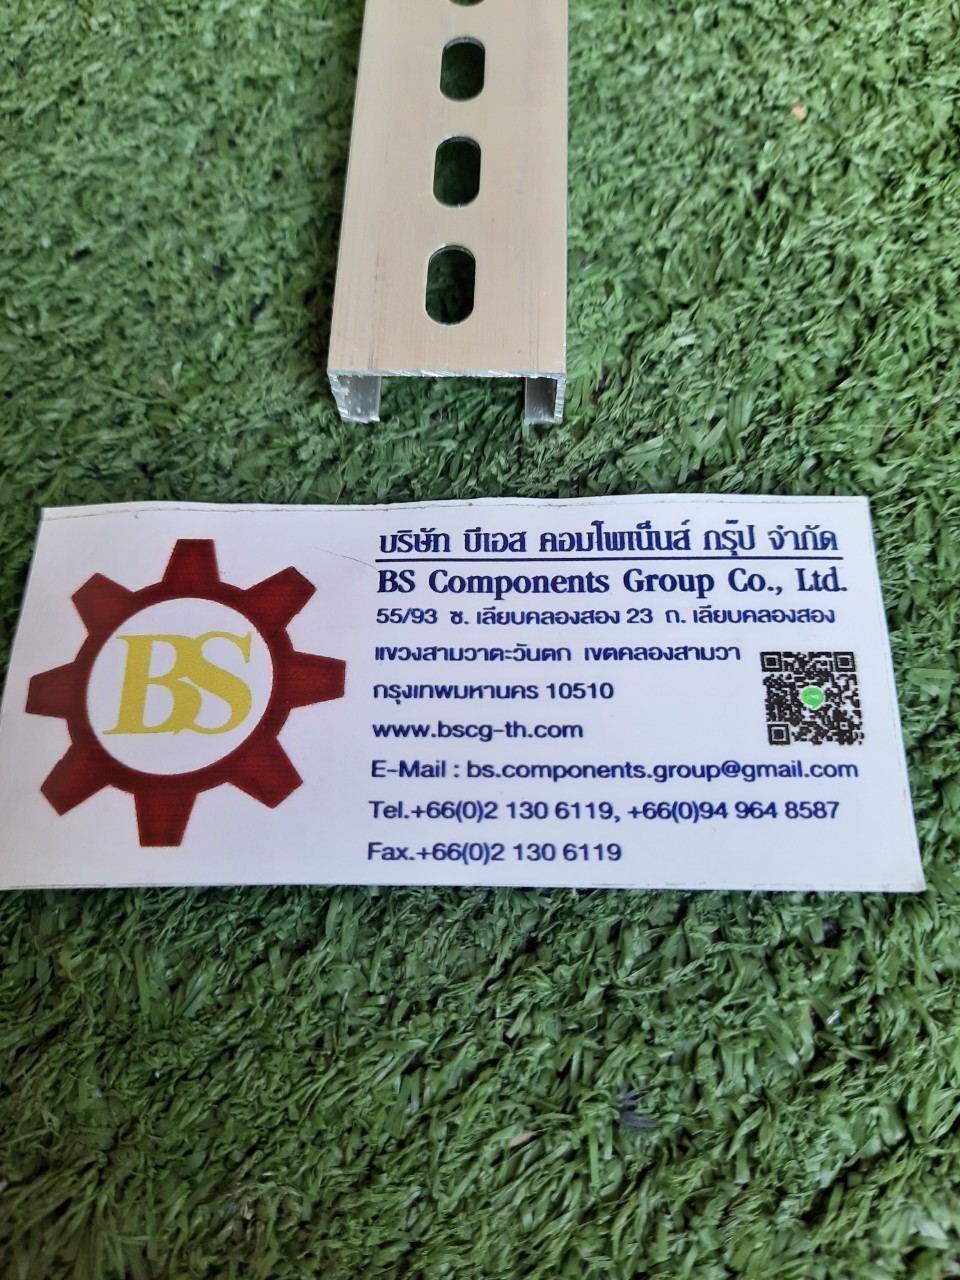 BS
บริษัท บีเอส คอมโพเน็นส์ กรุ๊ป จำกัด
BS Components Group Co., Ltd.
55/93 ซ. เลียบคลองสอง 23 ถ. เลียบคลองสอง
แขวงสามวาตะวันตก เขตคลองสามวา
กรุงเทพมหานคร 10510
www.bscg-th.com
E-Mail : bs.components.group@gmail.com
Tel.+66(0)2 130 6119, +66(0)94 964 8587
Fax.+66(0)2 130 6119